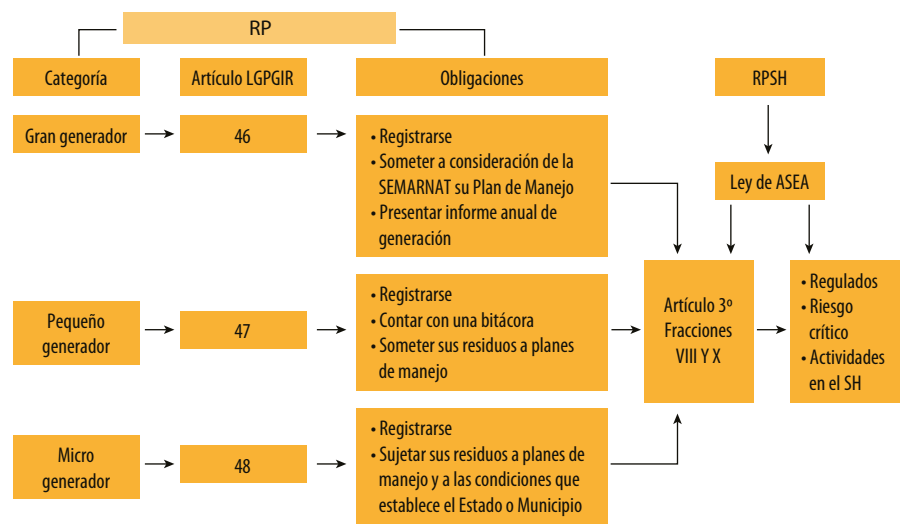 RP
Categoría
Artículo LGPGIR
Obligaciones
RPSH
Gran generador
46
• Registrarse
• Someter a consideración de la
SEMARNAT su Plan de Manejo
• Presentar informe anual de
generación
Ley de ASEA
Pequeño
generador
47
• Registrarse
• Contar con una bitácora
• Someter sus residuos a planes
de manejo
Artículo 3º
Fracciones
VIII Y X
• Regulados
• Riesgo
crítico
• Actividades
en el SH
Micro
generador
48
• Registrarse
• Sujetar sus residuos a planes de
manejo y a las condiciones que
establece el Estado o Municipio